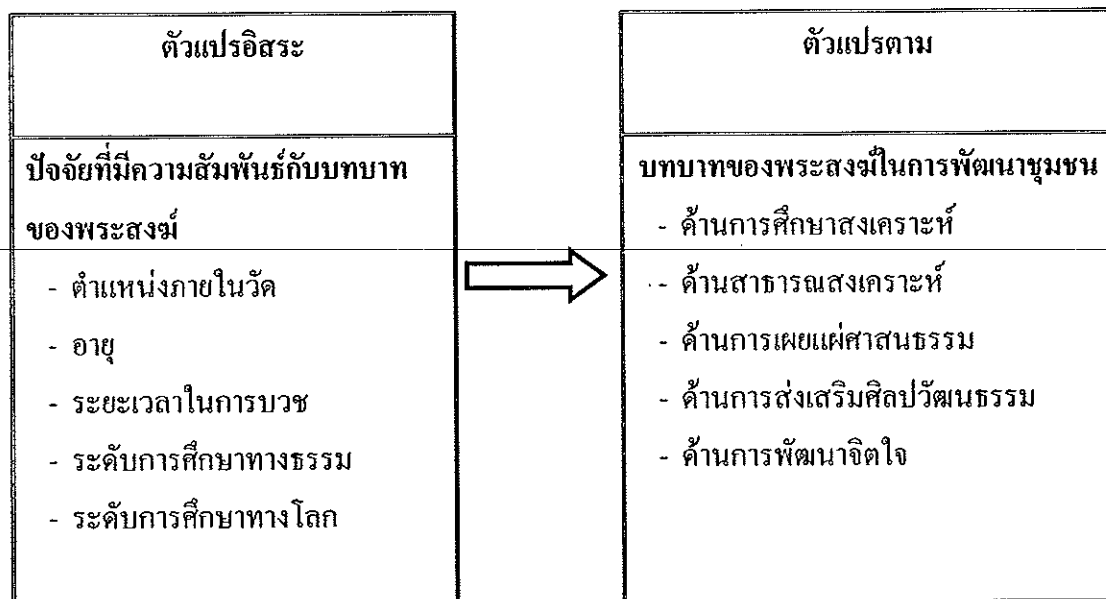 ตัวแปรอิสระ
ปัจจัยที่มีความสัมพันธ์กับบทบาท
ของพระสงฆ์
- ตำแหน่งภายในวัด
- อายุ
- ระยะเวลาในการบวช
- ระดับการศึกษาทางธรรม
- ระดับการศึกษาทางโลก
ตัวแปรตาม
บทบาทของพระสงฆ์ในการพัฒนาชุมชน
- ด้านการศึกษาสงเคราะห์
- ด้านสาธารณสงเคราะห์
- ด้านการเผยแผ่ศาสนธรรม
- ด้านการส่งเสริมศิลปวัฒนธรรม
- ด้านการพัฒนาจิตใจ